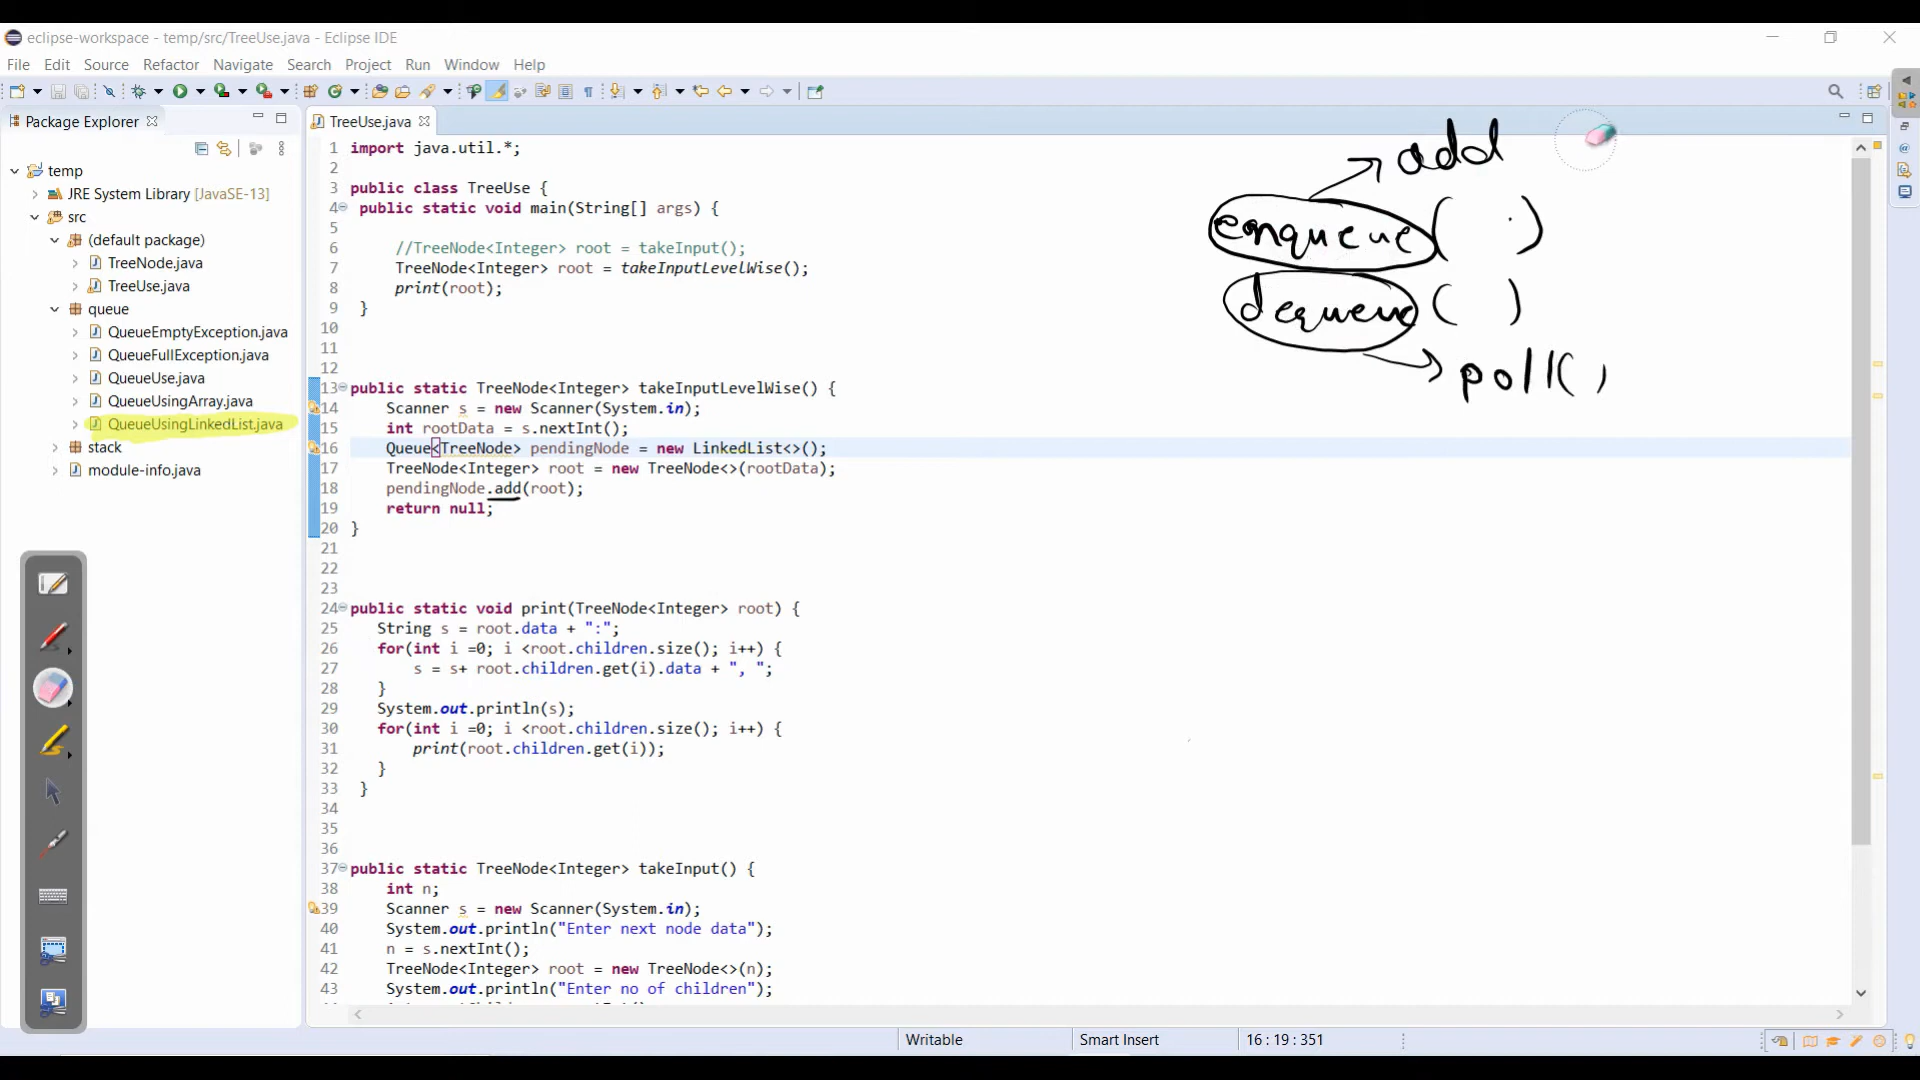 eclipse-workspace - temp/src/TreeUse.java - Eclipse IDE
File Edit Source Refactor Navigate Search Project Run Window Help
Package Explorer
TreeUse.java
temp
JRE System Library [JavaSE-13]
src
(default package)
TreeNode.java
TreeUse.java
queue
QueueEmptyException.java
QueueFullException.java
QueueUse.java
QueueUsingArray.java
QueueUsingLinkedList.java
stack
module-info.java
1 import java.util.*;
2
3 public class TreeUse {
4 public static void main(String[] args) {
5
6 //TreeNode<Integer> root = takeInput();
7 TreeNode<Integer> root = takeInputLevelWise();
8 print(root);
9 }
10
11
12
13 public static TreeNode<Integer> takeInputLevelWise() {
14 Scanner s = new Scanner(System.in);
15 int rootData = s.nextInt();
16 Queue<TreeNode> pendingNode = new LinkedList<>();
17 TreeNode<Integer> root = new TreeNode<>(rootData);
18 pendingNode.add(root);
19 return null;
20 }
21
22
23
24 public static void print(TreeNode<Integer> root) {
25 String s = root.data + ":";
26 for(int i =0; i <root.children.size(); i++) {
27 s = s+ root.children.get(i).data + ", ";
28 }
29 System.out.println(s);
30 for(int i =0; i <root.children.size(); i++) {
31 print(root.children.get(i));
32 }
33 }
34
35
36
37 public static TreeNode<Integer> takeInput() {
38 int n;
39 Scanner s = new Scanner(System.in);
40 System.out.println("Enter next node data");
41 n = s.nextInt();
42 TreeNode<Integer> root = new TreeNode<>(n);
43 System.out.println("Enter no of children");
add
enqueue( )
dequeue( )
poll()
Writable Smart Insert 16 : 19 : 351